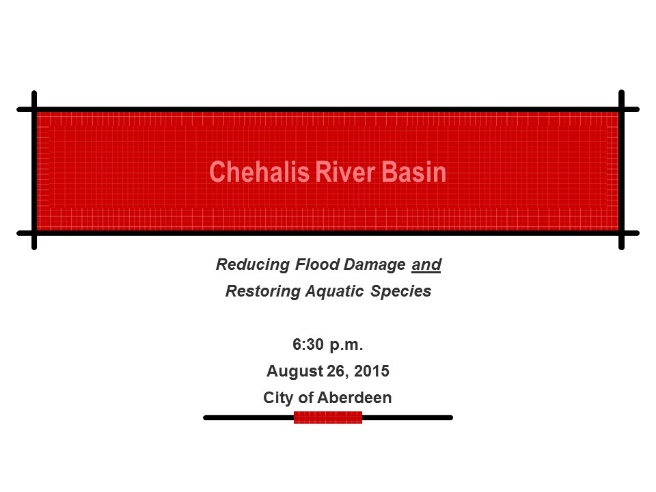 Chehalis River Basin
Reducing Flood Damage and
Restoring Aquatic Species
6:30 p.m.
August 26, 2015
City of Aberdeen